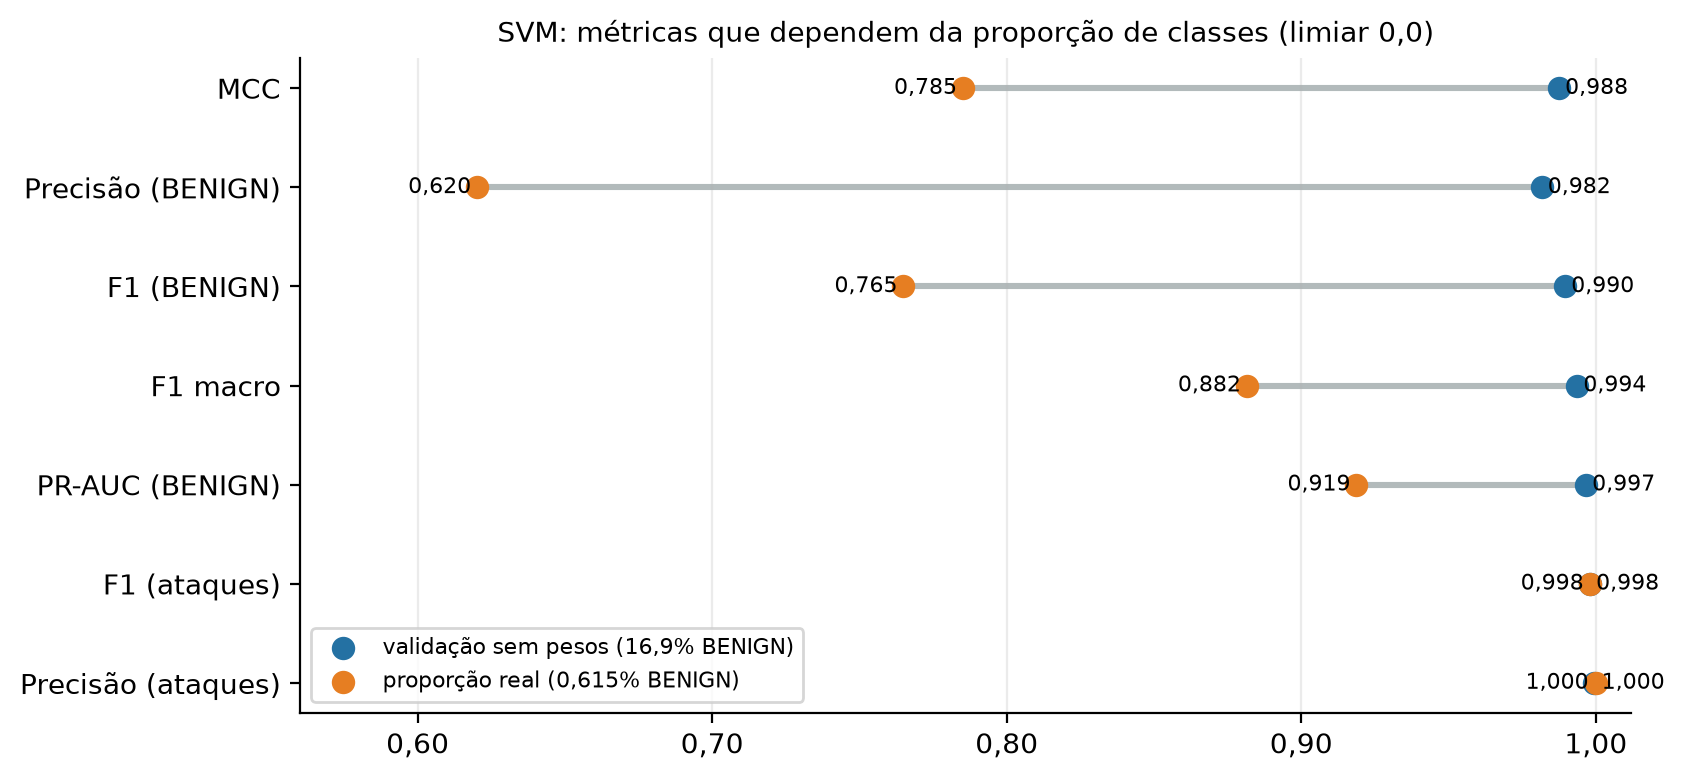 SVM: métricas que dependem da proporção de classes (limiar 0,0)
MCC 0,785 0,988
Precisão (BENIGN) 0,620 0,982
F1 (BENIGN) 0,765 0,990
F1 macro 0,882 0,994
PR-AUC (BENIGN) 0,919 0,997
F1 (ataques) 0,998 0,998
Precisão (ataques) 1,000 1,000
validação sem pesos (16,9% BENIGN)
proporção real (0,615% BENIGN)
0,60 0,70 0,80 0,90 1,00